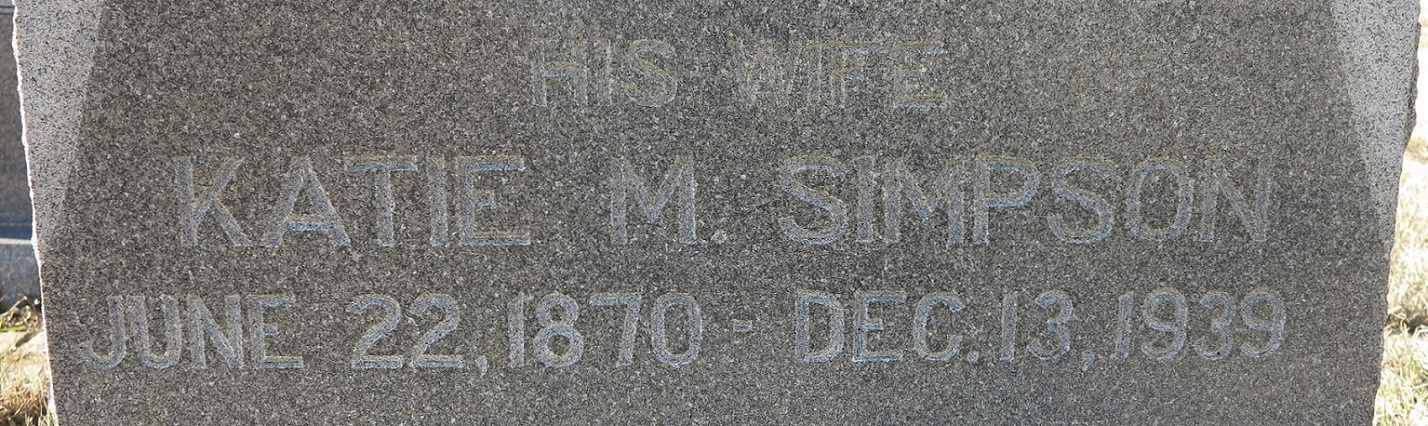 HIS WIFE
KATIE M. SIMPSON
JUNE 22, 1870 - DEC. 13, 1939